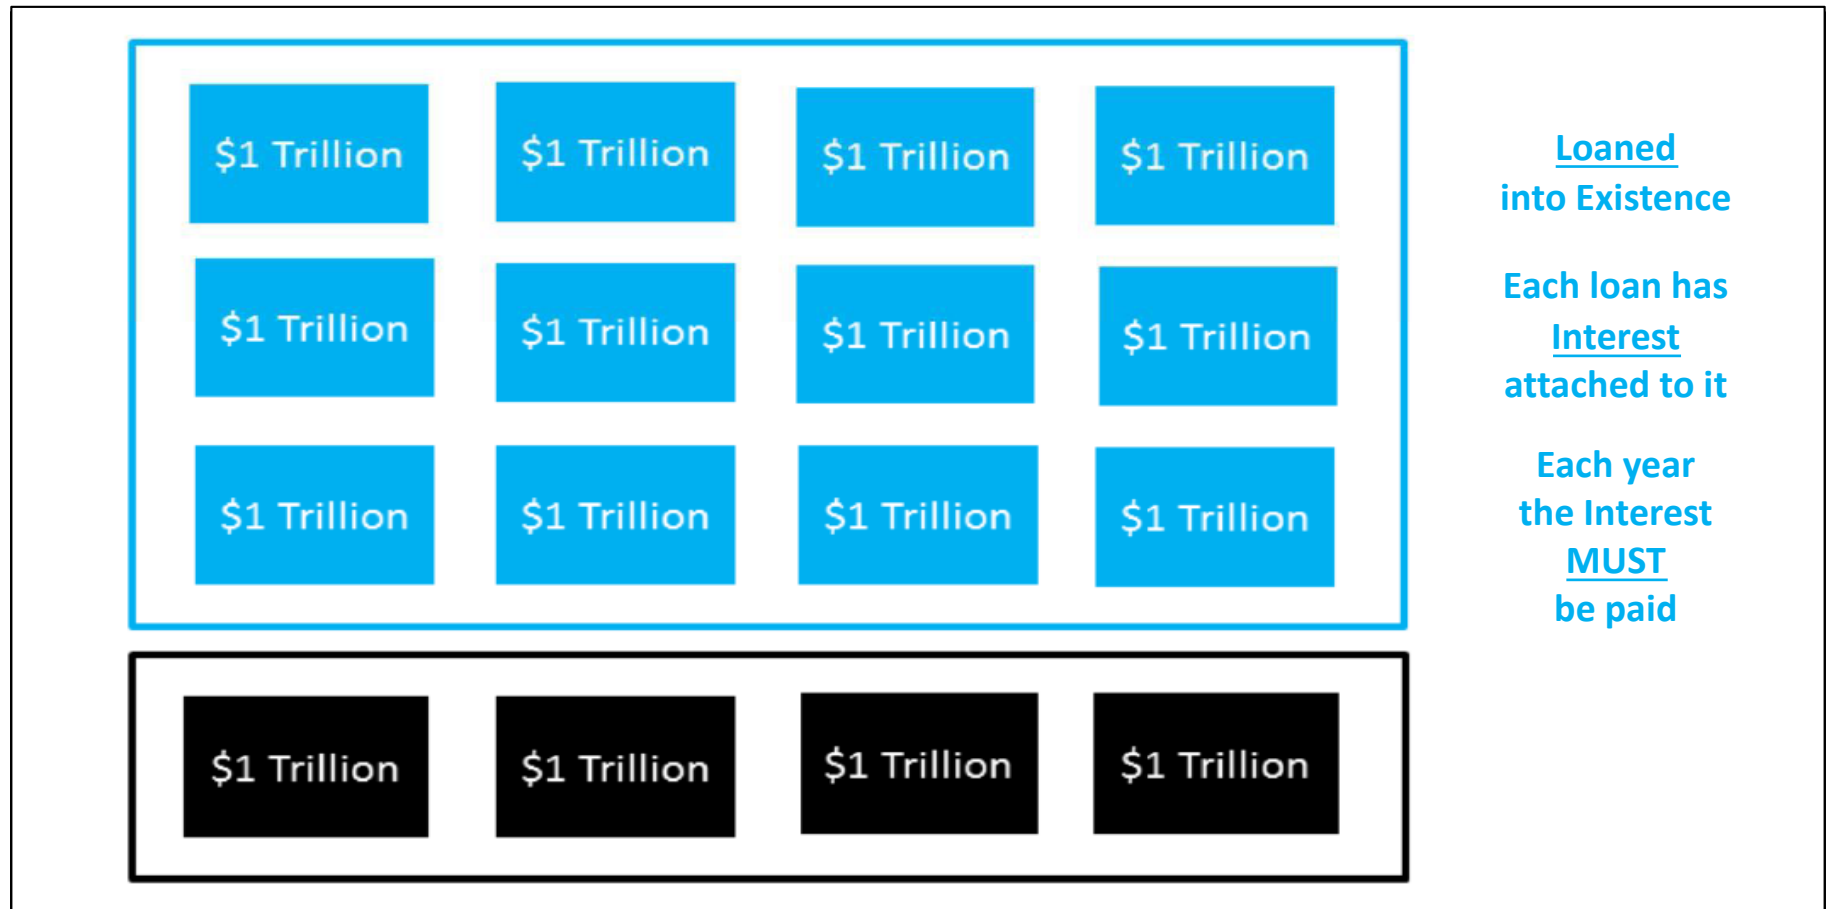 $1 Trillion $1 Trillion $1 Trillion $1 Trillion
$1 Trillion $1 Trillion $1 Trillion $1 Trillion
$1 Trillion $1 Trillion $1 Trillion $1 Trillion
$1 Trillion $1 Trillion $1 Trillion $1 Trillion
Loaned
into Existence
Each loan has
Interest
attached to it
Each year
the Interest
MUST
be paid